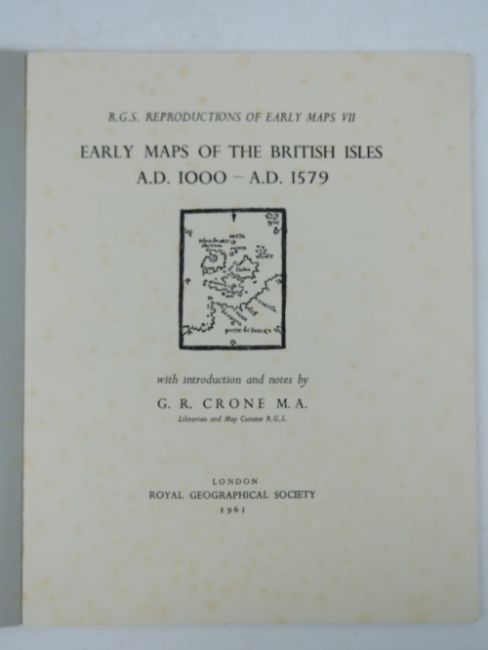 R.G.S. REPRODUCTIONS OF EARLY MAPS VII
EARLY MAPS OF THE BRITISH ISLES
A.D. 1000 – A.D. 1579
with introduction and notes by
G. R. CRONE M.A.
Librarian and Map Curator R.G.S.
LONDON
ROYAL GEOGRAPHICAL SOCIETY
1961